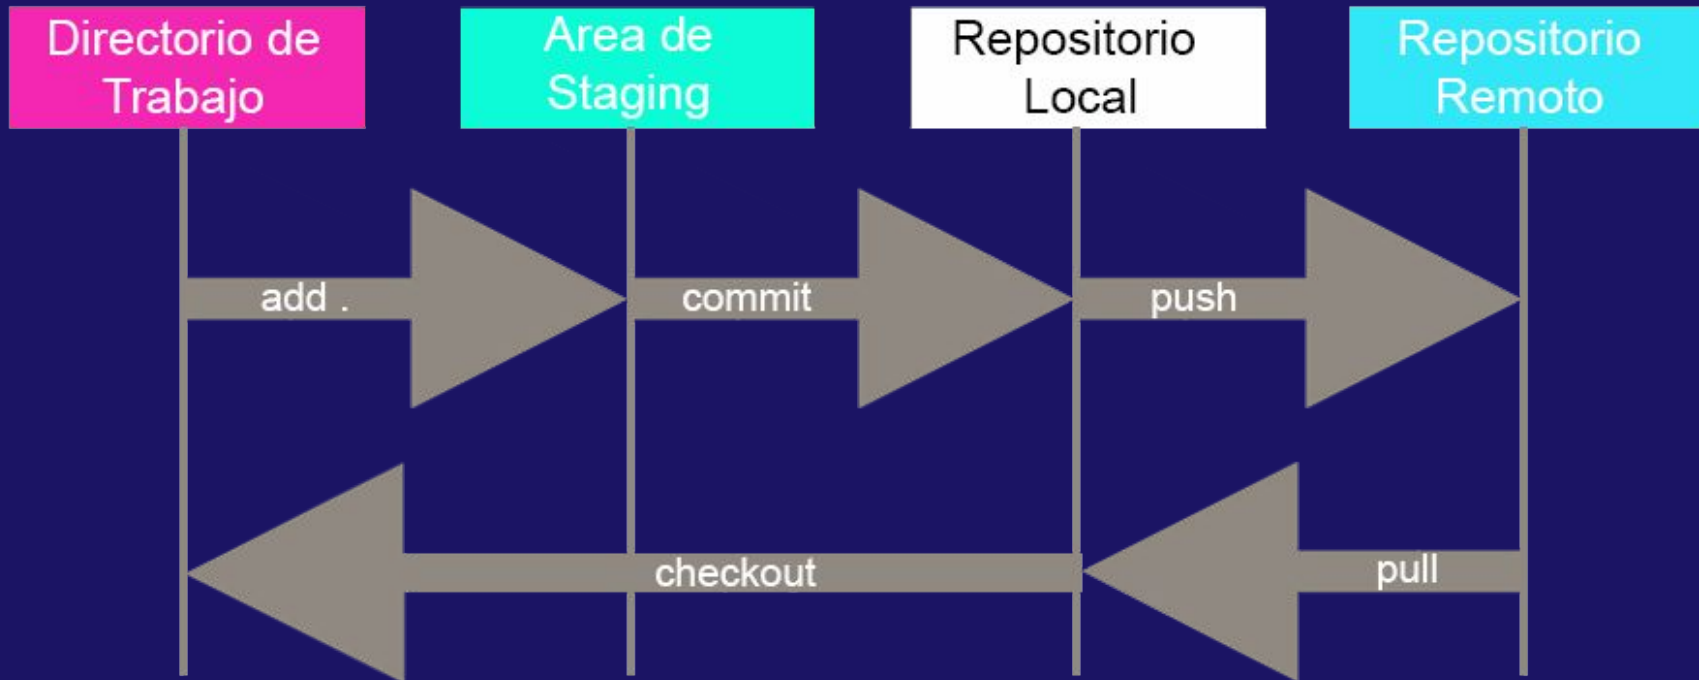 Directorio de
Trabajo
Area de
Staging
Repositorio
Local
Repositorio
Remoto
add .
commit
push
checkout
pull